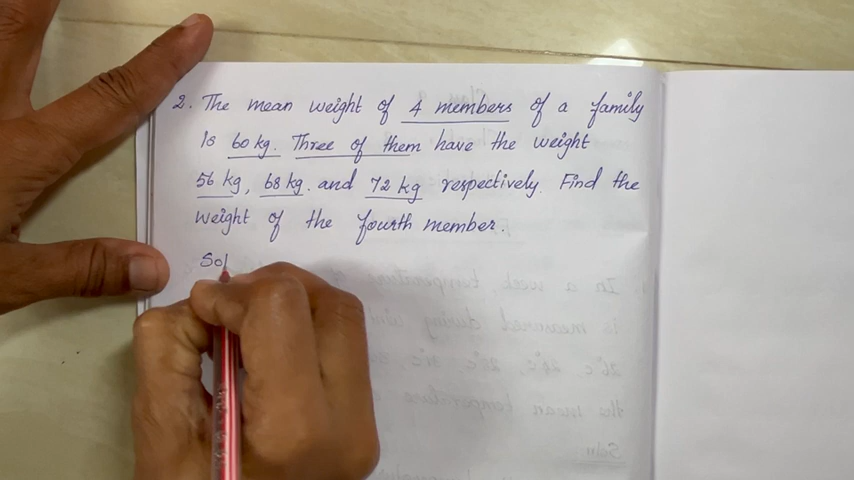 2. The mean weight of 4 members of a family
Is 60 kg. Three of them have the weight
56 kg, 68 kg. and 72 kg respectively. Find the
weight of the fourth member.
Sol